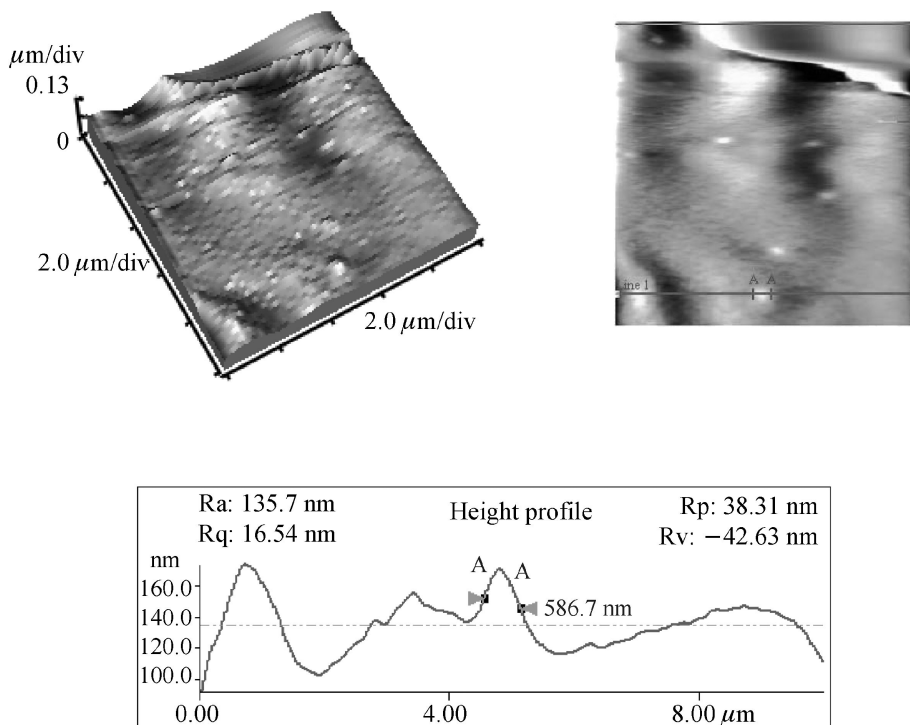 μm/div
0.13
0
2.0 μm/div
2.0 μm/div
Line 1
A A
Ra: 135.7 nm
Rq: 16.54 nm
Height profile
Rp: 38.31 nm
Rv: −42.63 nm
nm
A
A
160.0
586.7 nm
140.0
120.0
100.0
0.00
4.00
8.00 μm